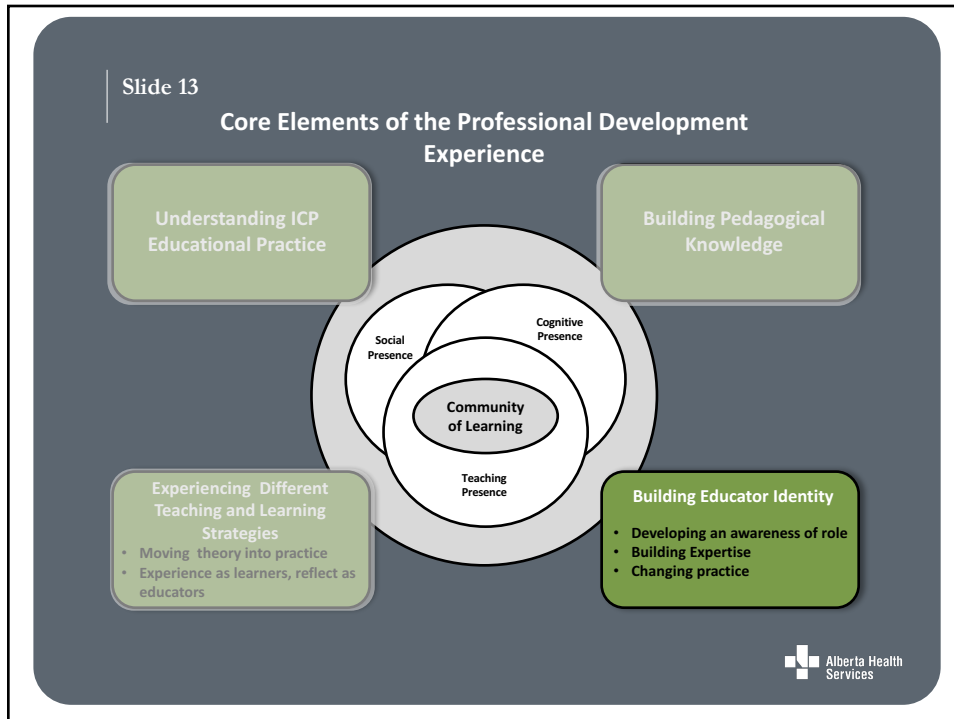 Slide 13
Core Elements of the Professional Development
Experience
Understanding ICP
Educational Practice
Building Pedagogical
Knowledge
Social
Presence
Cognitive
Presence
Community
of Learning
Teaching
Presence
Experiencing Different
Teaching and Learning
Strategies
• Moving theory into practice
• Experience as learners, reflect as
educators
Building Educator Identity
• Developing an awareness of role
• Building Expertise
• Changing practice
Alberta Health
Services